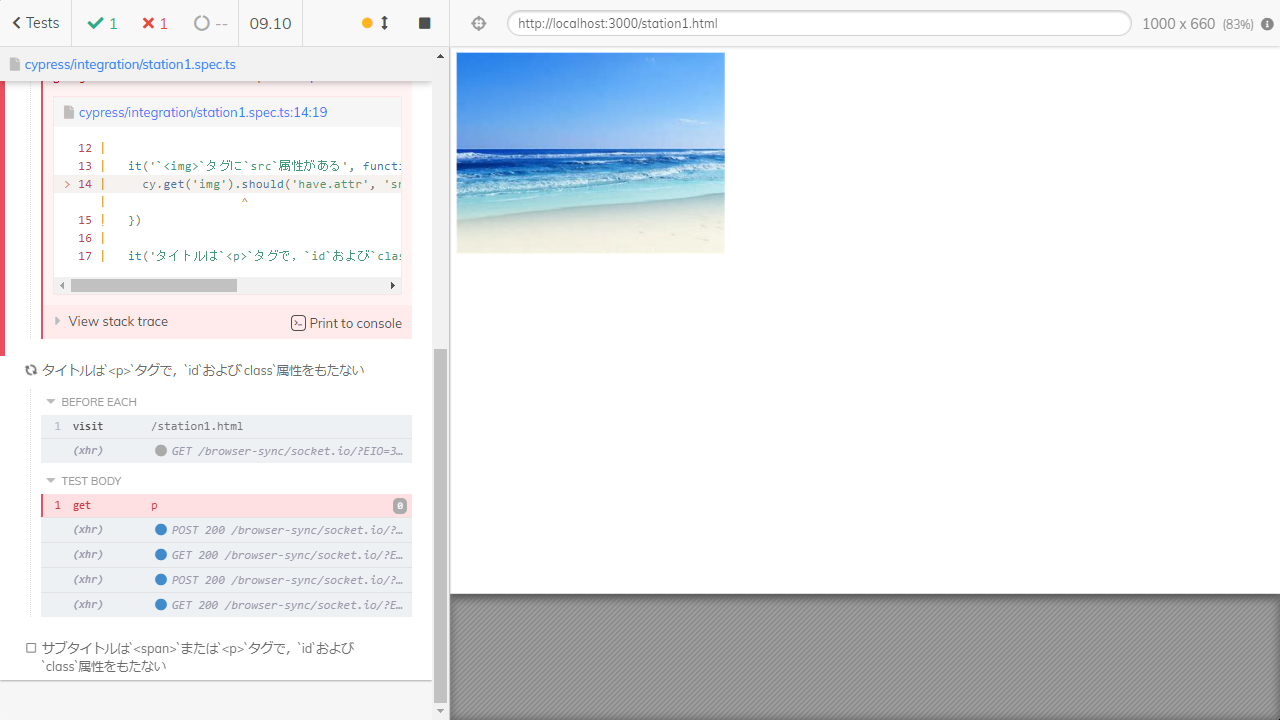 Tests
1
1
--
09.10
http://localhost:3000/station1.html
1000 x 660 (83%)
cypress/integration/station1.spec.ts
cypress/integration/station1.spec.ts:14:19
12 |
13 | it('`<img>`タグに`src`属性がある', functi
> 14 | cy.get('img').should('have.attr', 'sr
| ^
15 | })
16 |
17 | it('タイトルは`<p>`タグで，`id`および`clas
View stack trace
Print to console
タイトルは`<p>`タグで，`id`および`class`属性をもたない
BEFORE EACH
1 visit /station1.html
(xhr) GET /browser-sync/socket.io/?EIO=3…
TEST BODY
1 get p 0
(xhr) POST 200 /browser-sync/socket.io/?…
(xhr) GET 200 /browser-sync/socket.io/?E…
(xhr) POST 200 /browser-sync/socket.io/?…
(xhr) GET 200 /browser-sync/socket.io/?E…
サブタイトルは`<span>`または`<p>`タグで，`id`および
`class`属性をもたない